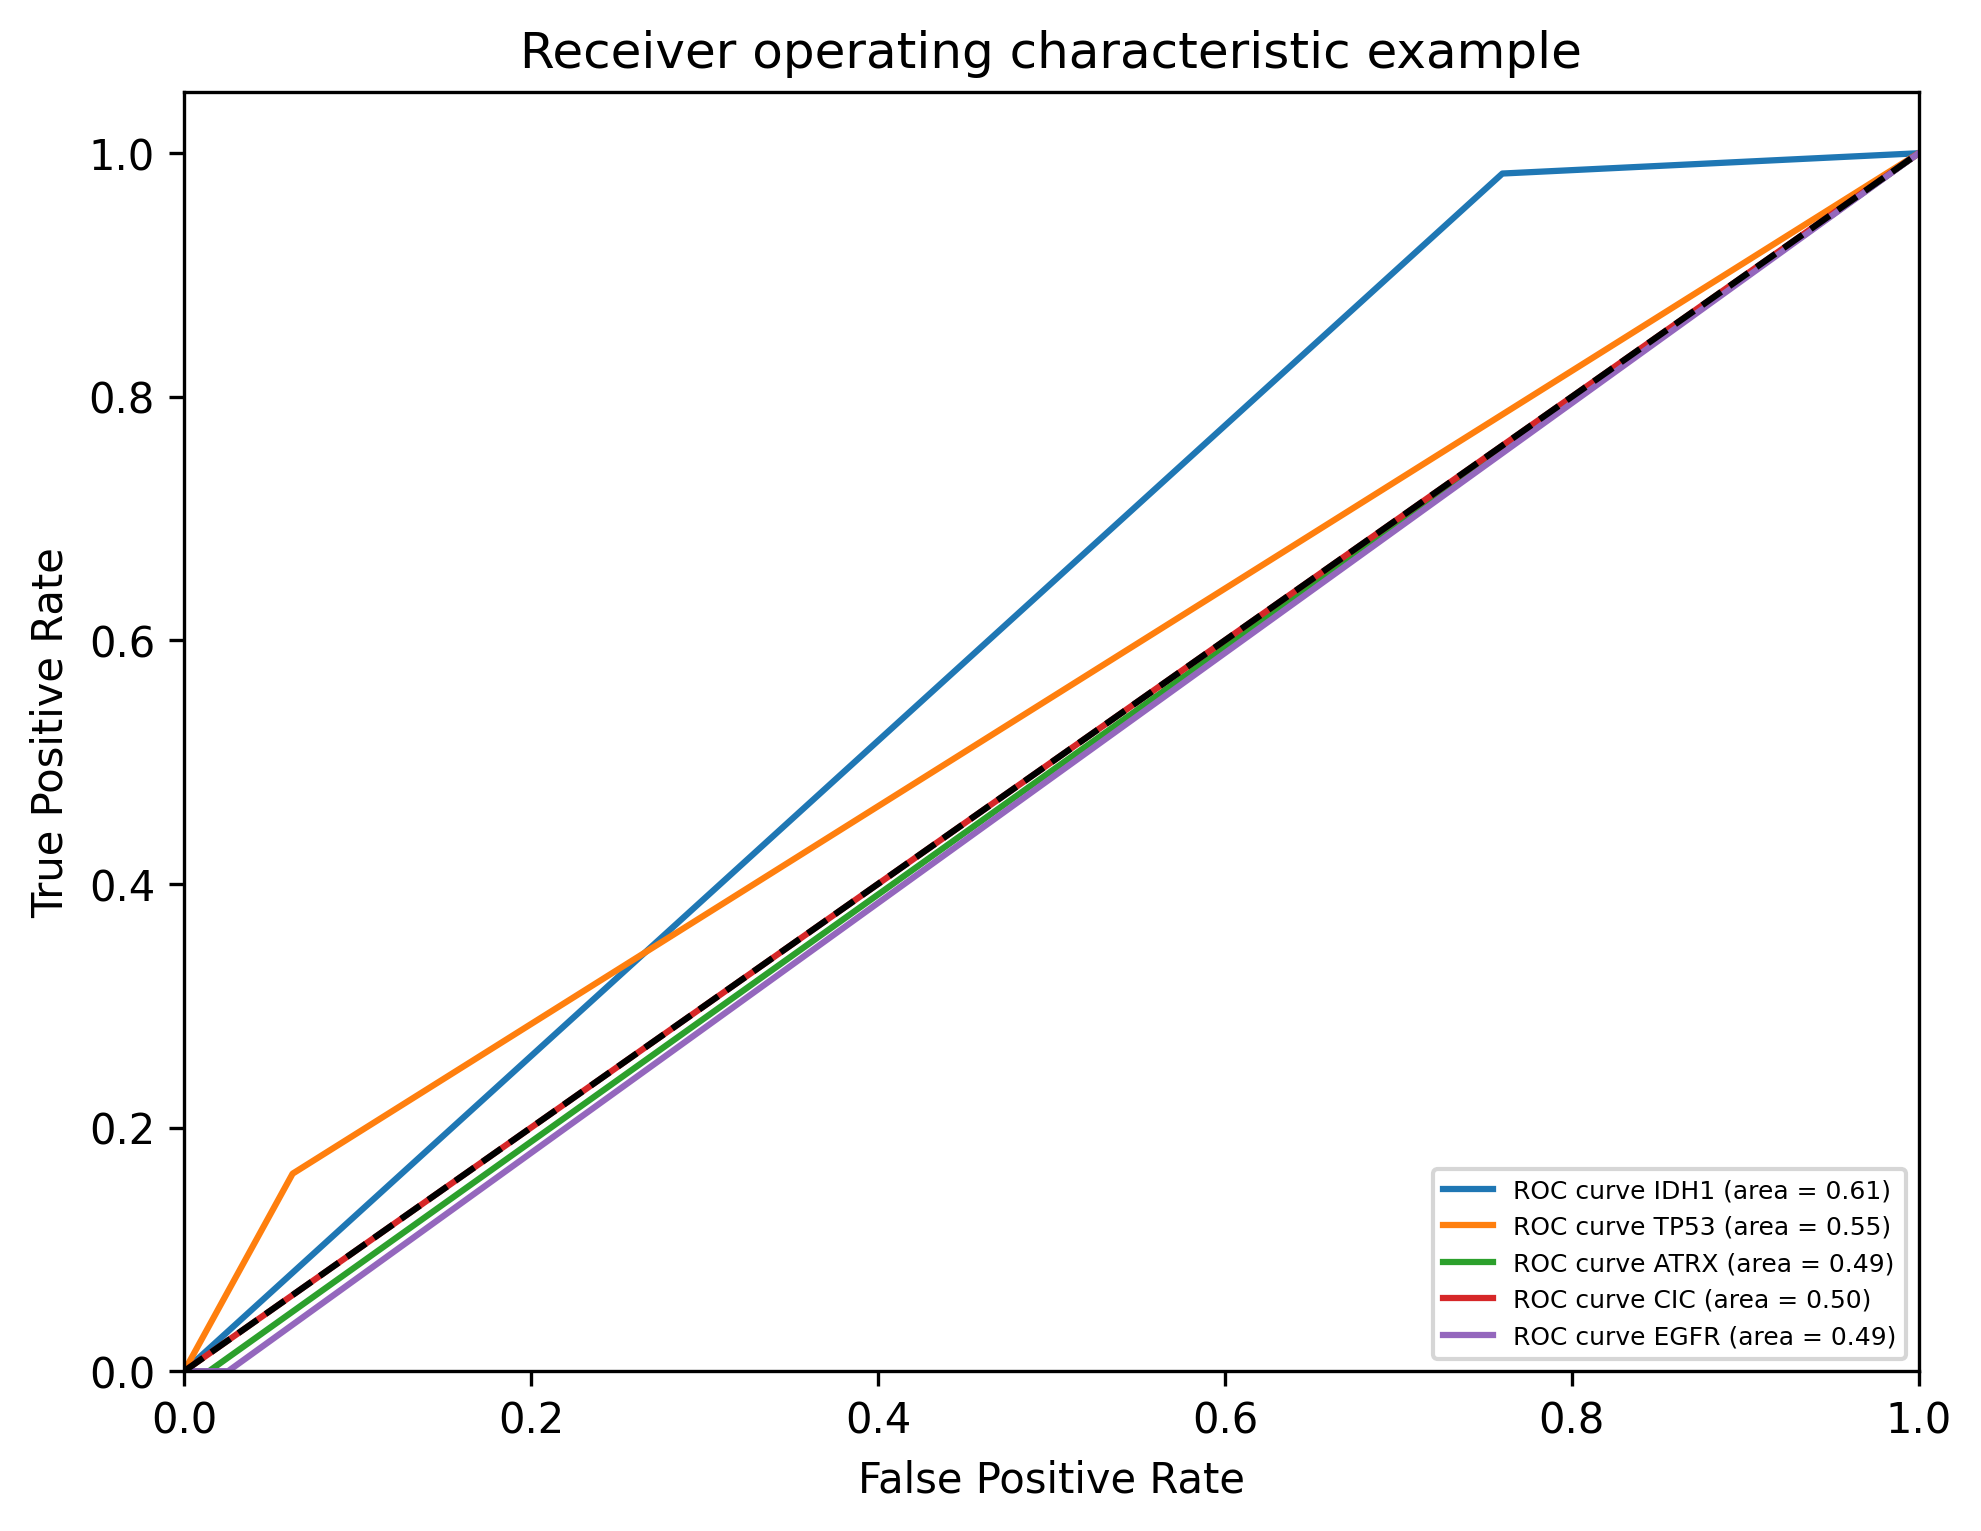 Receiver operating characteristic example
True Positive Rate
1.0
0.8
0.6
0.4
0.2
0.0
0.0 0.2 0.4 0.6 0.8 1.0
False Positive Rate
ROC curve IDH1 (area = 0.61)
ROC curve TP53 (area = 0.55)
ROC curve ATRX (area = 0.49)
ROC curve CIC (area = 0.50)
ROC curve EGFR (area = 0.49)